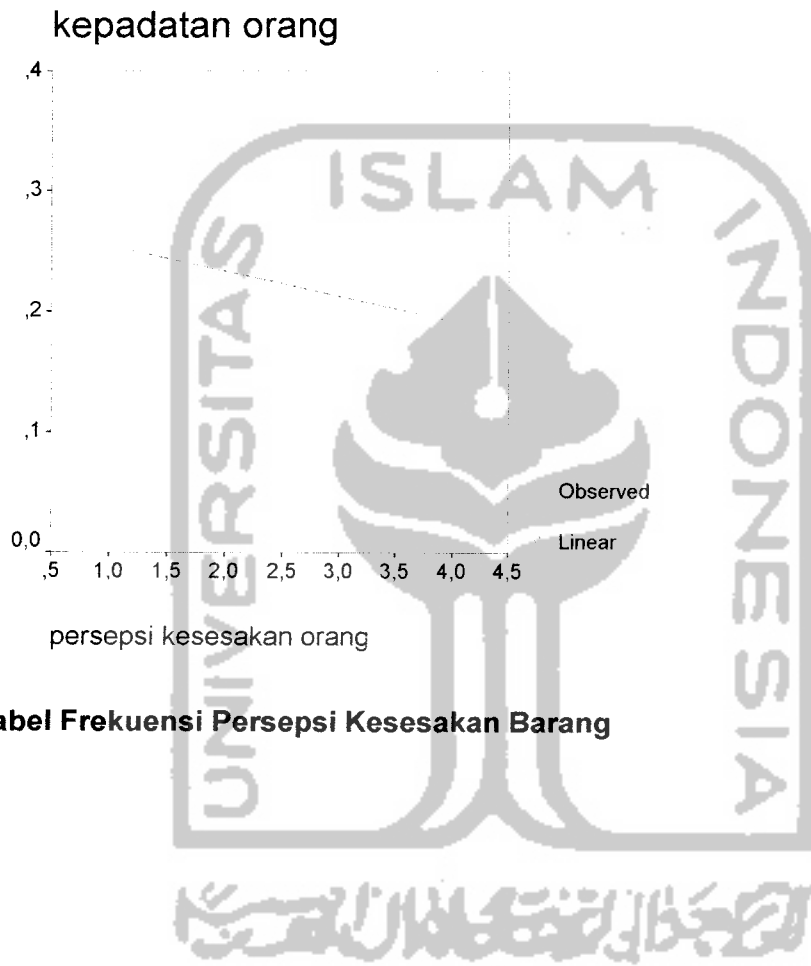 kepadatan orang
,4
,3
,2
,1
0,0
,5 1,0 1,5 2,0 2,5 3,0 3,5 4,0 4,5
Observed
Linear
persepsi kesesakan orang
abel Frekuensi Persepsi Kesesakan Barang
UNIVERSITAS ISLAM INDONESIA